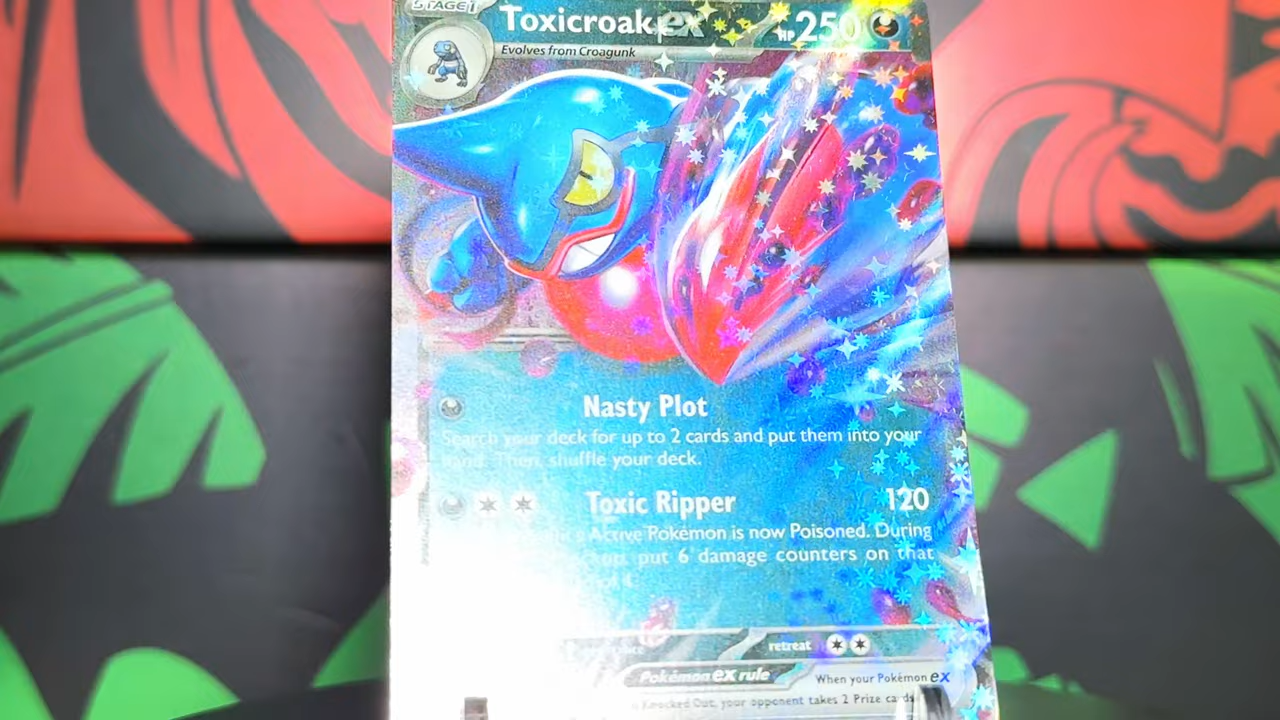 STAGE 1
Toxicroak ex HP 250
Evolves from Croagunk
Nasty Plot
Search your deck for up to 2 cards and put them into your
hand. Then, shuffle your deck.
Toxic Ripper 120
Active Pokémon is now Poisoned. During
put 6 damage counters on that
retreat
Pokémon ex rule When your Pokémon ex
Knocked Out, your opponent takes 2 Prize cards